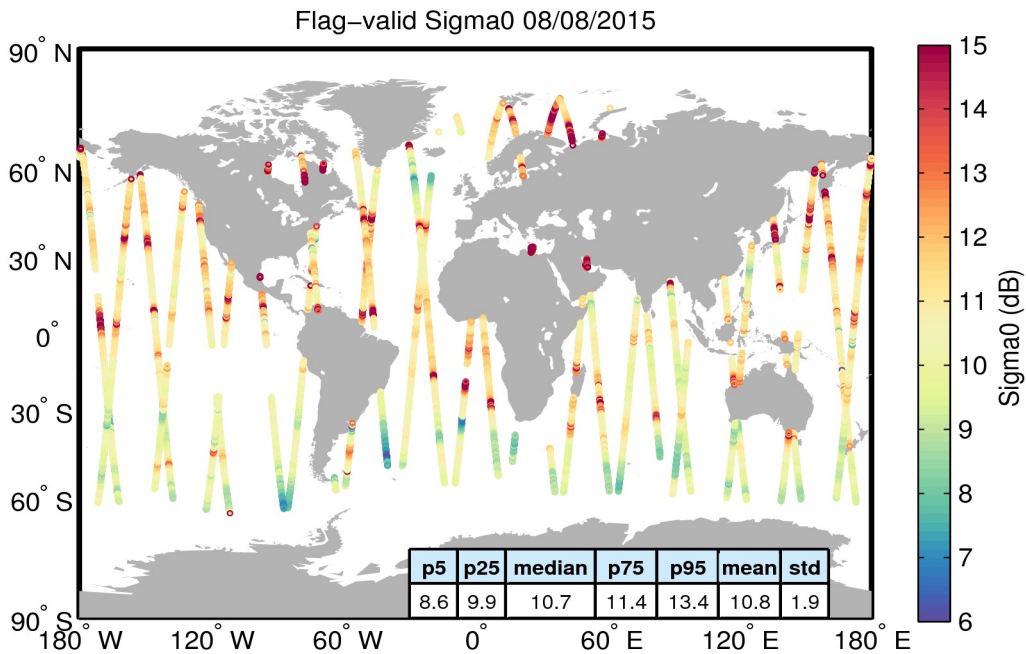 Flag−valid Sigma0 08/08/2015
90° N
60° N
30° N
0°
30° S
60° S
90° S
180° W
120° W
60° W
0°
60° E
120° E
180° E
15
14
13
12
11
10
9
8
7
6
Sigma0 (dB)
p5 p25 median p75 p95 mean std
8.6 9.9 10.7 11.4 13.4 10.8 1.9